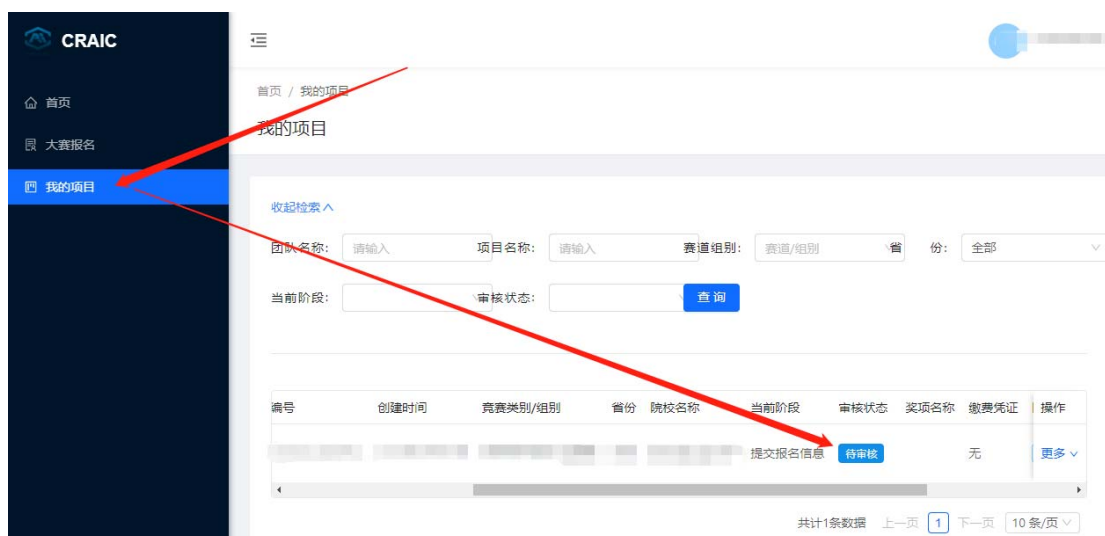 CRAIC
首页
大赛报名
我的项目
首页 / 我的项目
我的项目
收起检索
团队名称: 请输入 项目名称: 请输入 赛道组别: 赛道/组别 省 份: 全部
当前阶段: 审核状态: 查 询
编号 创建时间 竞赛类别/组别 省份 院校名称 当前阶段 审核状态 奖项名称 缴费凭证 操作
提交报名信息 待审核 无 更多
共计1条数据 上一页 1 下一页 10 条/页